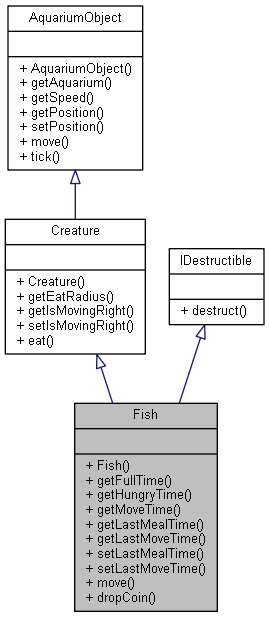 AquariumObject
+ AquariumObject()
+ getAquarium()
+ getSpeed()
+ getPosition()
+ setPosition()
+ move()
+ tick()
Creature
+ Creature()
+ getEatRadius()
+ getIsMovingRight()
+ setIsMovingRight()
+ eat()
IDestructible
+ destruct()
Fish
+ Fish()
+ getFullTime()
+ getHungryTime()
+ getMoveTime()
+ getLastMealTime()
+ getLastMoveTime()
+ setLastMealTime()
+ setLastMoveTime()
+ move()
+ dropCoin()